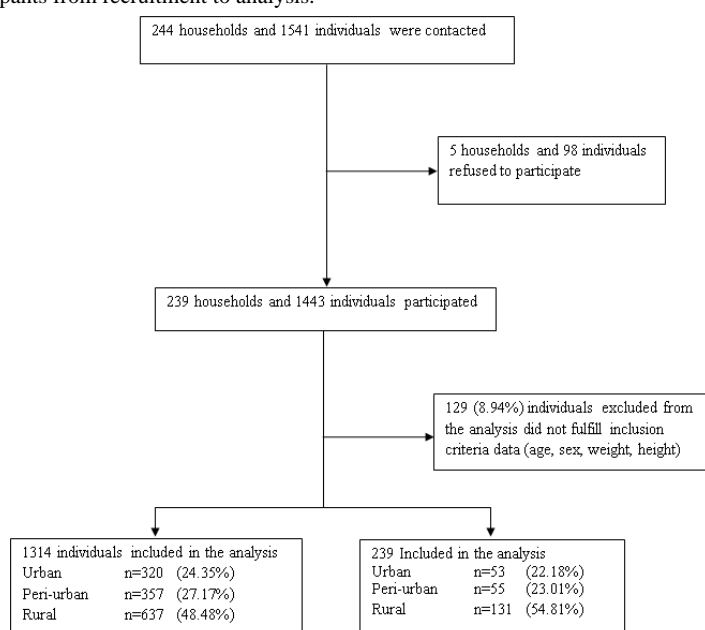 pants from recruitment to analysis.
244 households and 1541 individuals were contacted
5 households and 98 individuals
refused to participate
239 households and 1443 individuals participated
129 (8.94%) individuals excluded from
the analysis did not fulfill inclusion
criteria data (age, sex, weight, height)
1314 individuals included in the analysis
Urban n=320 (24.35%)
Peri-urban n=357 (27.17%)
Rural n=637 (48.48%)
239 Included in the analysis
Urban n=53 (22.18%)
Peri-urban n=55 (23.01%)
Rural n=131 (54.81%)